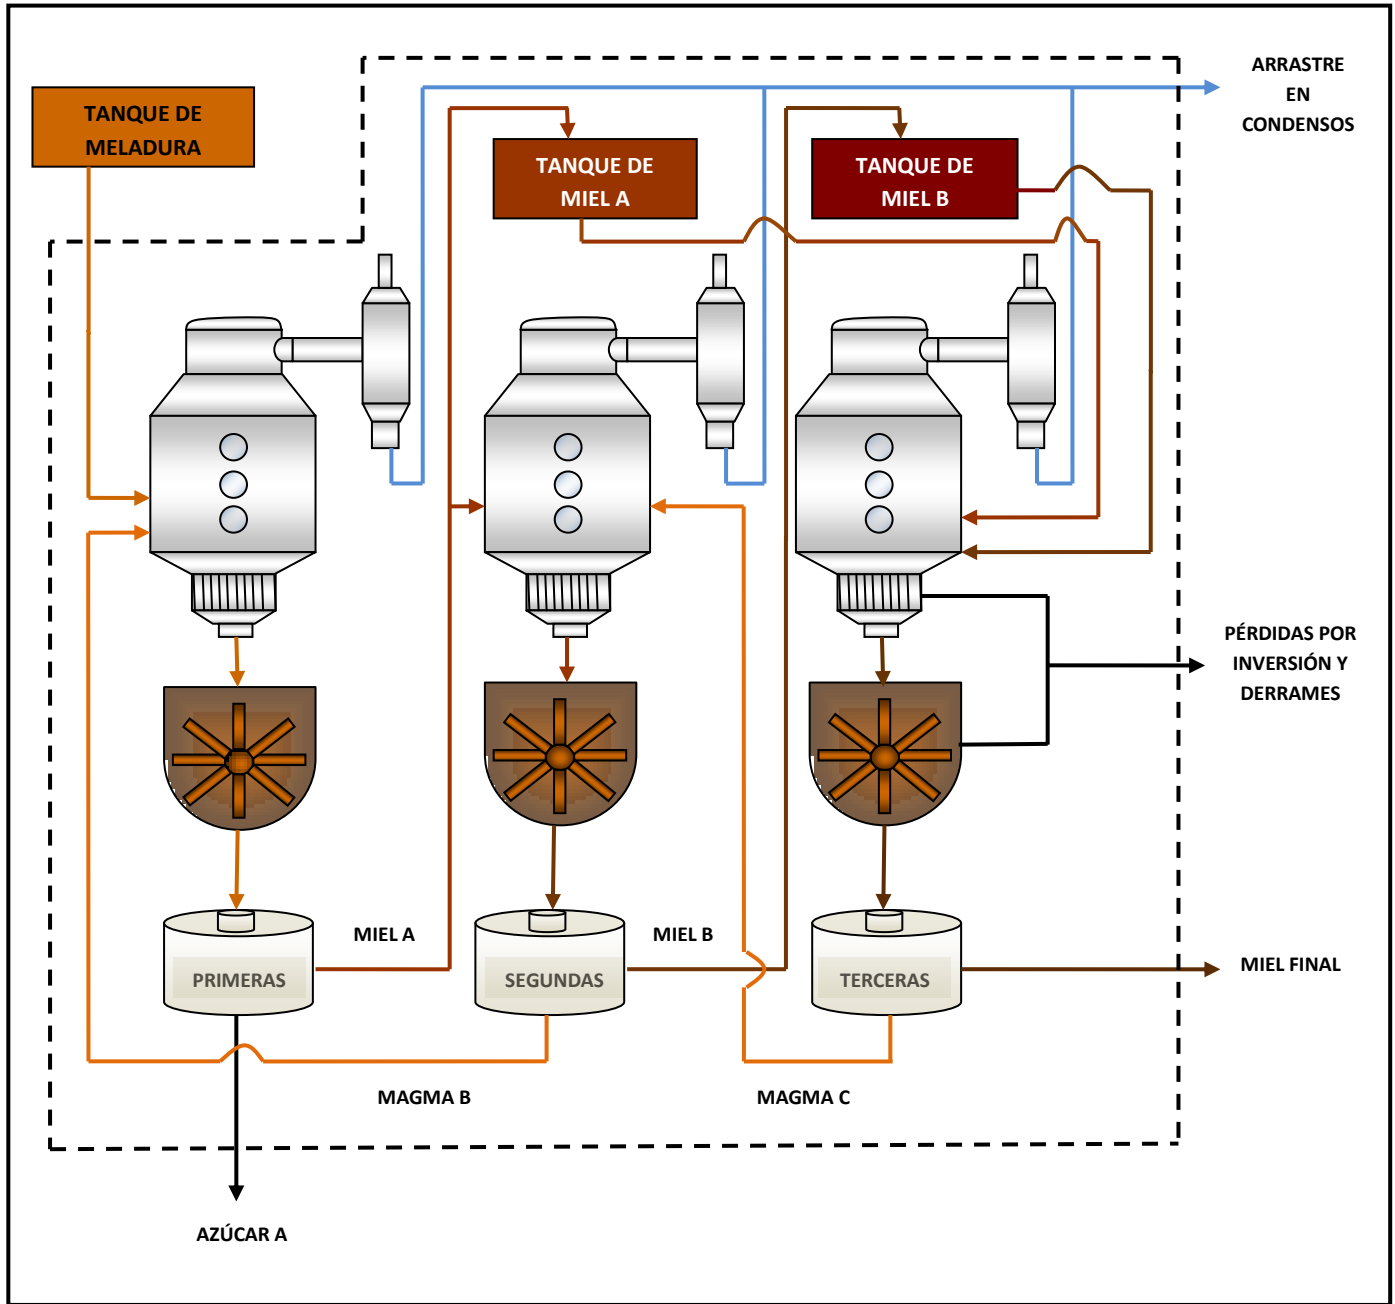 ARRASTRE
EN
CONDENSOS
TANQUE DE
MELADURA
TANQUE DE
MIEL A
TANQUE DE
MIEL B
PÉRDIDAS POR
INVERSIÓN Y
DERRAMES
MIEL A
MIEL B
PRIMERAS
SEGUNDAS
TERCERAS
MIEL FINAL
MAGMA B
MAGMA C
AZÚCAR A